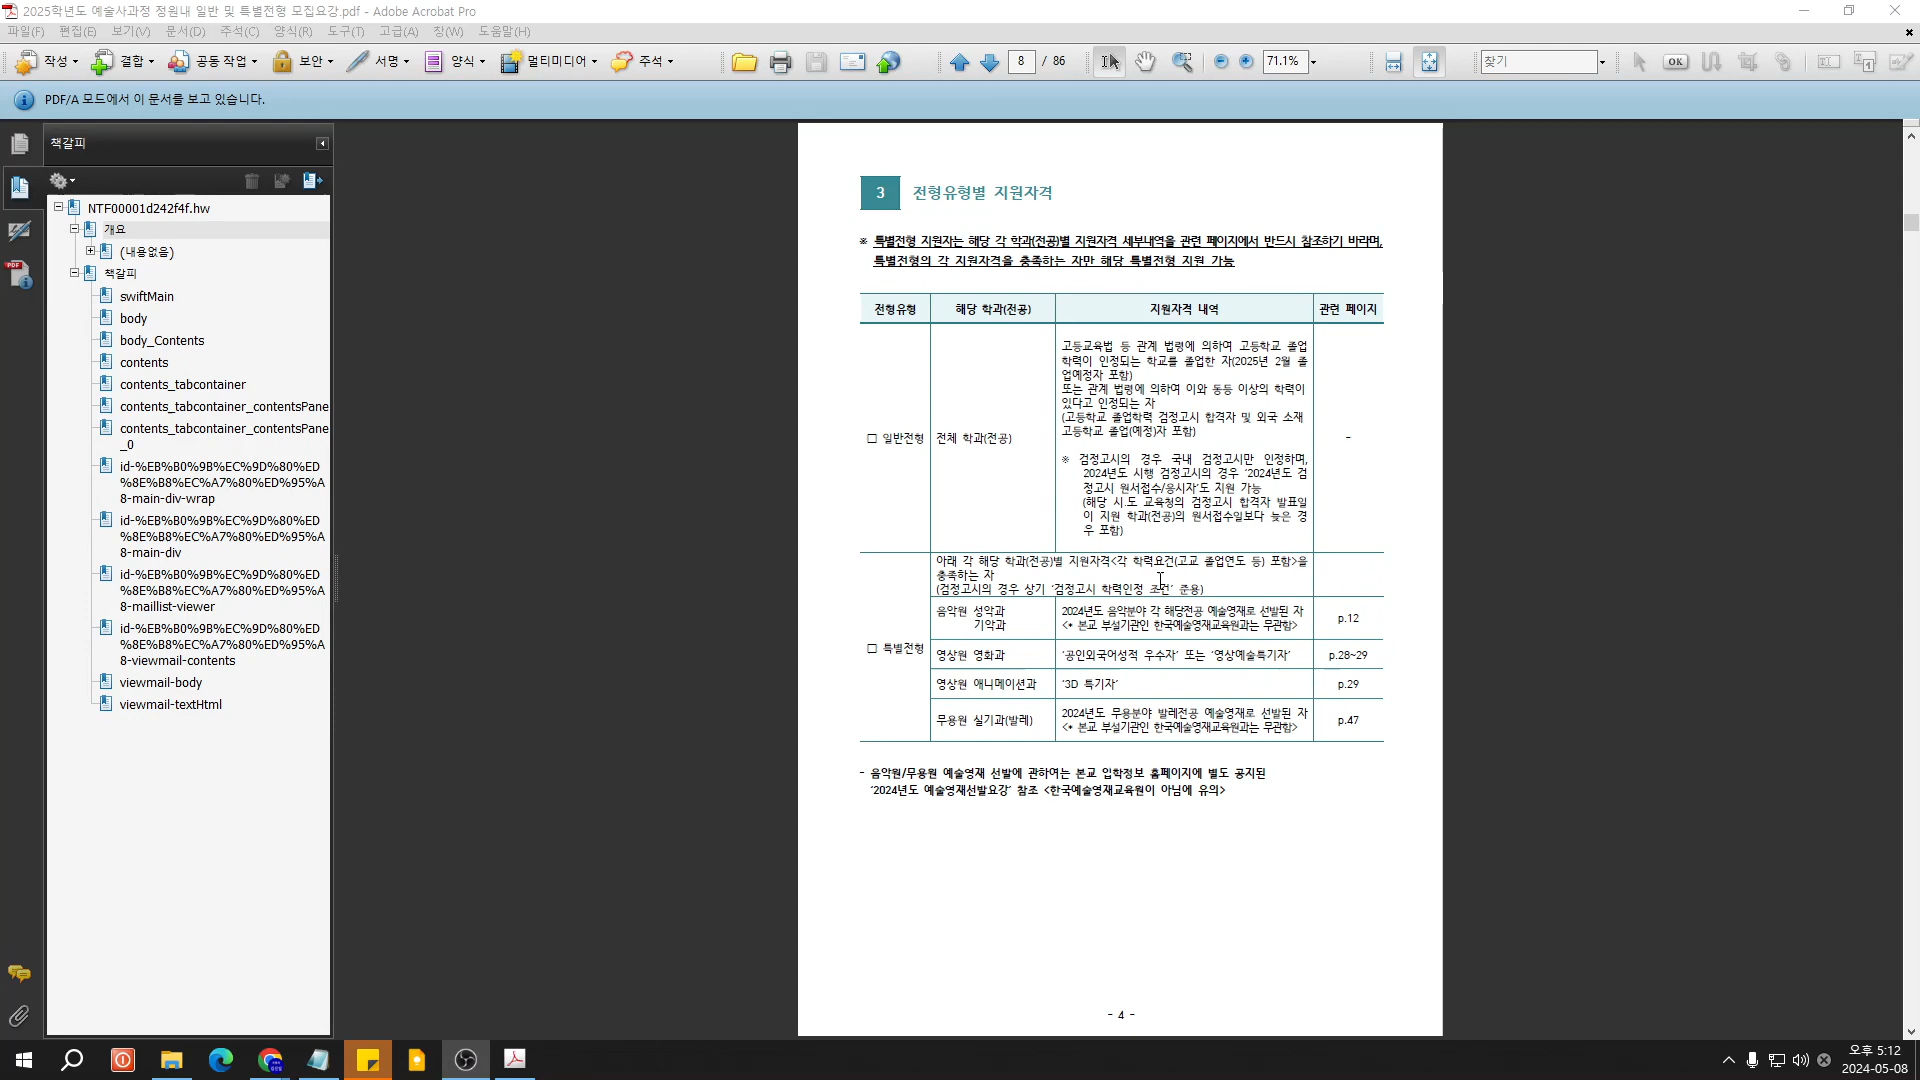 2025학년도 예술사과정 정원내 일반 및 특별전형 모집요강.pdf - Adobe Acrobat Pro
파일(F) 편집(E) 보기(V) 문서(D) 주석(C) 양식(R) 도구(T) 고급(A) 창(W) 도움말(H)
작성 결합 공동 작업 보안 서명 양식 멀티미디어 주석 8 / 86 71.1% 찾기 OK
PDF/A 모드에서 이 문서를 보고 있습니다.
책갈피
NTF00001d242f4f.hw
개요
(내용없음)
책갈피
swiftMain
body
body_Contents
contents
contents_tabcontainer
contents_tabcontainer_contentsPane
contents_tabcontainer_contentsPane
_0
id-%EB%B0%9B%EC%9D%80%ED
%8E%B8%EC%A7%80%ED%95%A
8-main-div-wrap
id-%EB%B0%9B%EC%9D%80%ED
%8E%B8%EC%A7%80%ED%95%A
8-main-div
id-%EB%B0%9B%EC%9D%80%ED
%8E%B8%EC%A7%80%ED%95%A
8-maillist-viewer
id-%EB%B0%9B%EC%9D%80%ED
%8E%B8%EC%A7%80%ED%95%A
8-viewmail-contents
viewmail-body
viewmail-textHtml
3 전형유형별 지원자격
※ 특별전형 지원자는 해당 각 학과(전공)별 지원자격 세부내역을 관련 페이지에서 반드시 참조하기 바라며,
특별전형의 각 지원자격을 충족하는 자만 해당 특별전형 지원 가능
전형유형 해당 학과(전공) 지원자격 내역 관련 페이지
□ 일반전형 전체 학과(전공)
고등교육법 등 관계 법령에 의하여 고등학교 졸업
학력이 인정되는 학교를 졸업한 자(2025년 2월 졸
업예정자 포함)
또는 관계 법령에 의하여 이와 동등 이상의 학력이
있다고 인정되는 자
(고등학교 졸업학력 검정고시 합격자 및 외국 소재
고등학교 졸업(예정)자 포함)
※ 검정고시의 경우 국내 검정고시만 인정하며,
2024년도 시행 검정고시의 경우 '2024년도 검
정고시 원서접수/응시자'도 지원 가능
(해당 시.도 교육청의 검정고시 합격자 발표일
이 지원 학과(전공)의 원서접수일보다 늦은 경
우 포함)
-
□ 특별전형
아래 각 해당 학과(전공)별 지원자격<각 학력요건(고교 졸업연도 등) 포함>을
충족하는 자
(검정고시의 경우 상기 '검정고시 학력인정 조건' 준용)
음악원 성악과
기악과
2024년도 음악분야 각 해당전공 예술영재로 선발된 자
<* 본교 부설기관인 한국예술영재교육원과는 무관함>
p.12
영상원 영화과 '공인외국어성적 우수자' 또는 '영상예술특기자' p.28~29
영상원 애니메이션과 '3D 특기자' p.29
무용원 실기과(발레)
2024년도 무용분야 발레전공 예술영재로 선발된 자
<* 본교 부설기관인 한국예술영재교육원과는 무관함>
p.47
- 음악원/무용원 예술영재 선발에 관하여는 본교 입학정보 홈페이지에 별도 공지된
'2024년도 예술영재선발요강' 참조 <한국예술영재교육원이 아님에 유의>
- 4 -
오후 5:12
2024-05-08